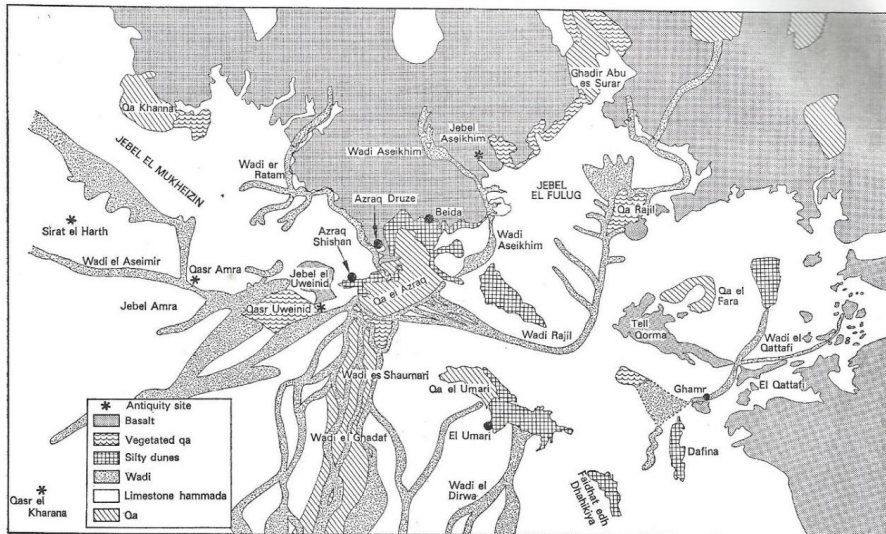 Ghadir Abu
es Surar
Qa Khanna
JEBEL EL MUKHEIZIN
Wadi er
Ratam
Wadi Aseikhim
Jebel
Aseikhim
Azraq Druze
Beida
JEBEL
EL FULUG
Qa Rajil
Sirat el Harth
Azraq
Shishan
Wadi
Aseikhim
Wadi el Aseimir
Qasr Amra
Jebel el
Uweinid
Qa el Azraq
Qa el
Fara
Jebel Amra
Qasr Uweinid
Wadi Rajil
Tell
Qorma
Wadi el
Qattafi
Wadi es Shaumari
Qa el Umari
Ghamr
El Qattafi
Wadi el Ghadaf
El Umari
Dafina
Wadi el
Dirwa
Faidhat edh
Dhahikiya
Qasr el
Kharana
* Antiquity site
Basalt
Vegetated qa
Silty dunes
Wadi
Limestone hammada
Qa